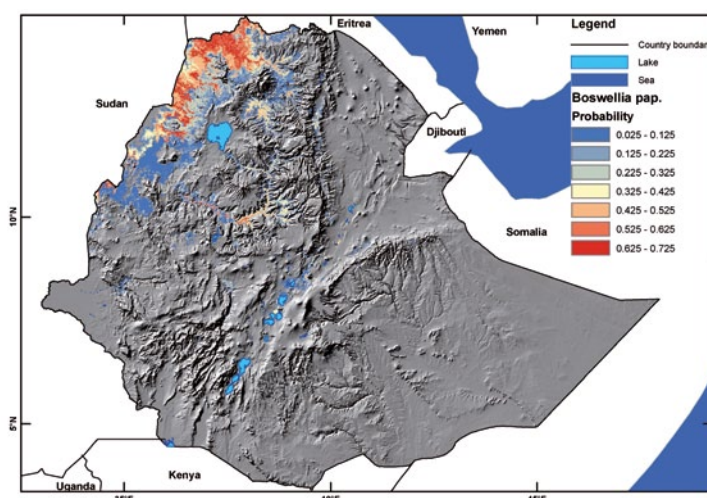 Eritrea
Yemen
Legend
Country boundary
Lake
Sea
Boswellia pap.
Probability
0.025 - 0.125
0.125 - 0.225
0.225 - 0.325
0.325 - 0.425
0.425 - 0.525
0.525 - 0.625
0.625 - 0.725
Sudan
Djibouti
10°N
Somalia
5°N
Kenya
Uganda